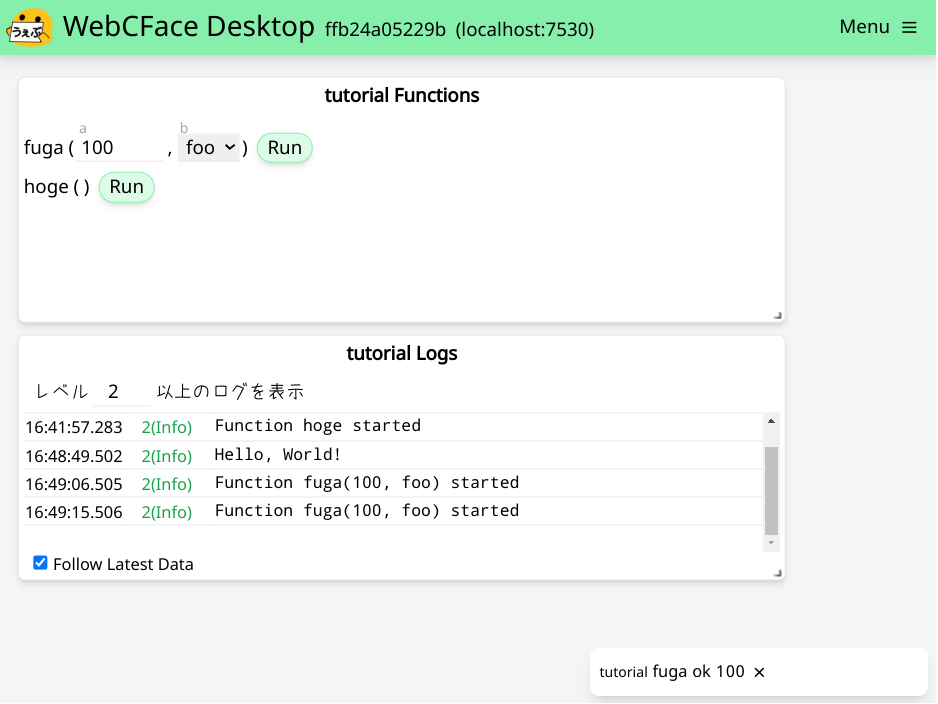 うぇぶ WebCFace Desktop ffb24a05229b (localhost:7530) Menu
tutorial Functions
a b
fuga ( 100 , foo ) Run
hoge ( ) Run
tutorial Logs
レベル 2 以上のログを表示
16:41:57.283 2(Info) Function hoge started
16:48:49.502 2(Info) Hello, World!
16:49:06.505 2(Info) Function fuga(100, foo) started
16:49:15.506 2(Info) Function fuga(100, foo) started
Follow Latest Data
tutorial fuga ok 100 ×